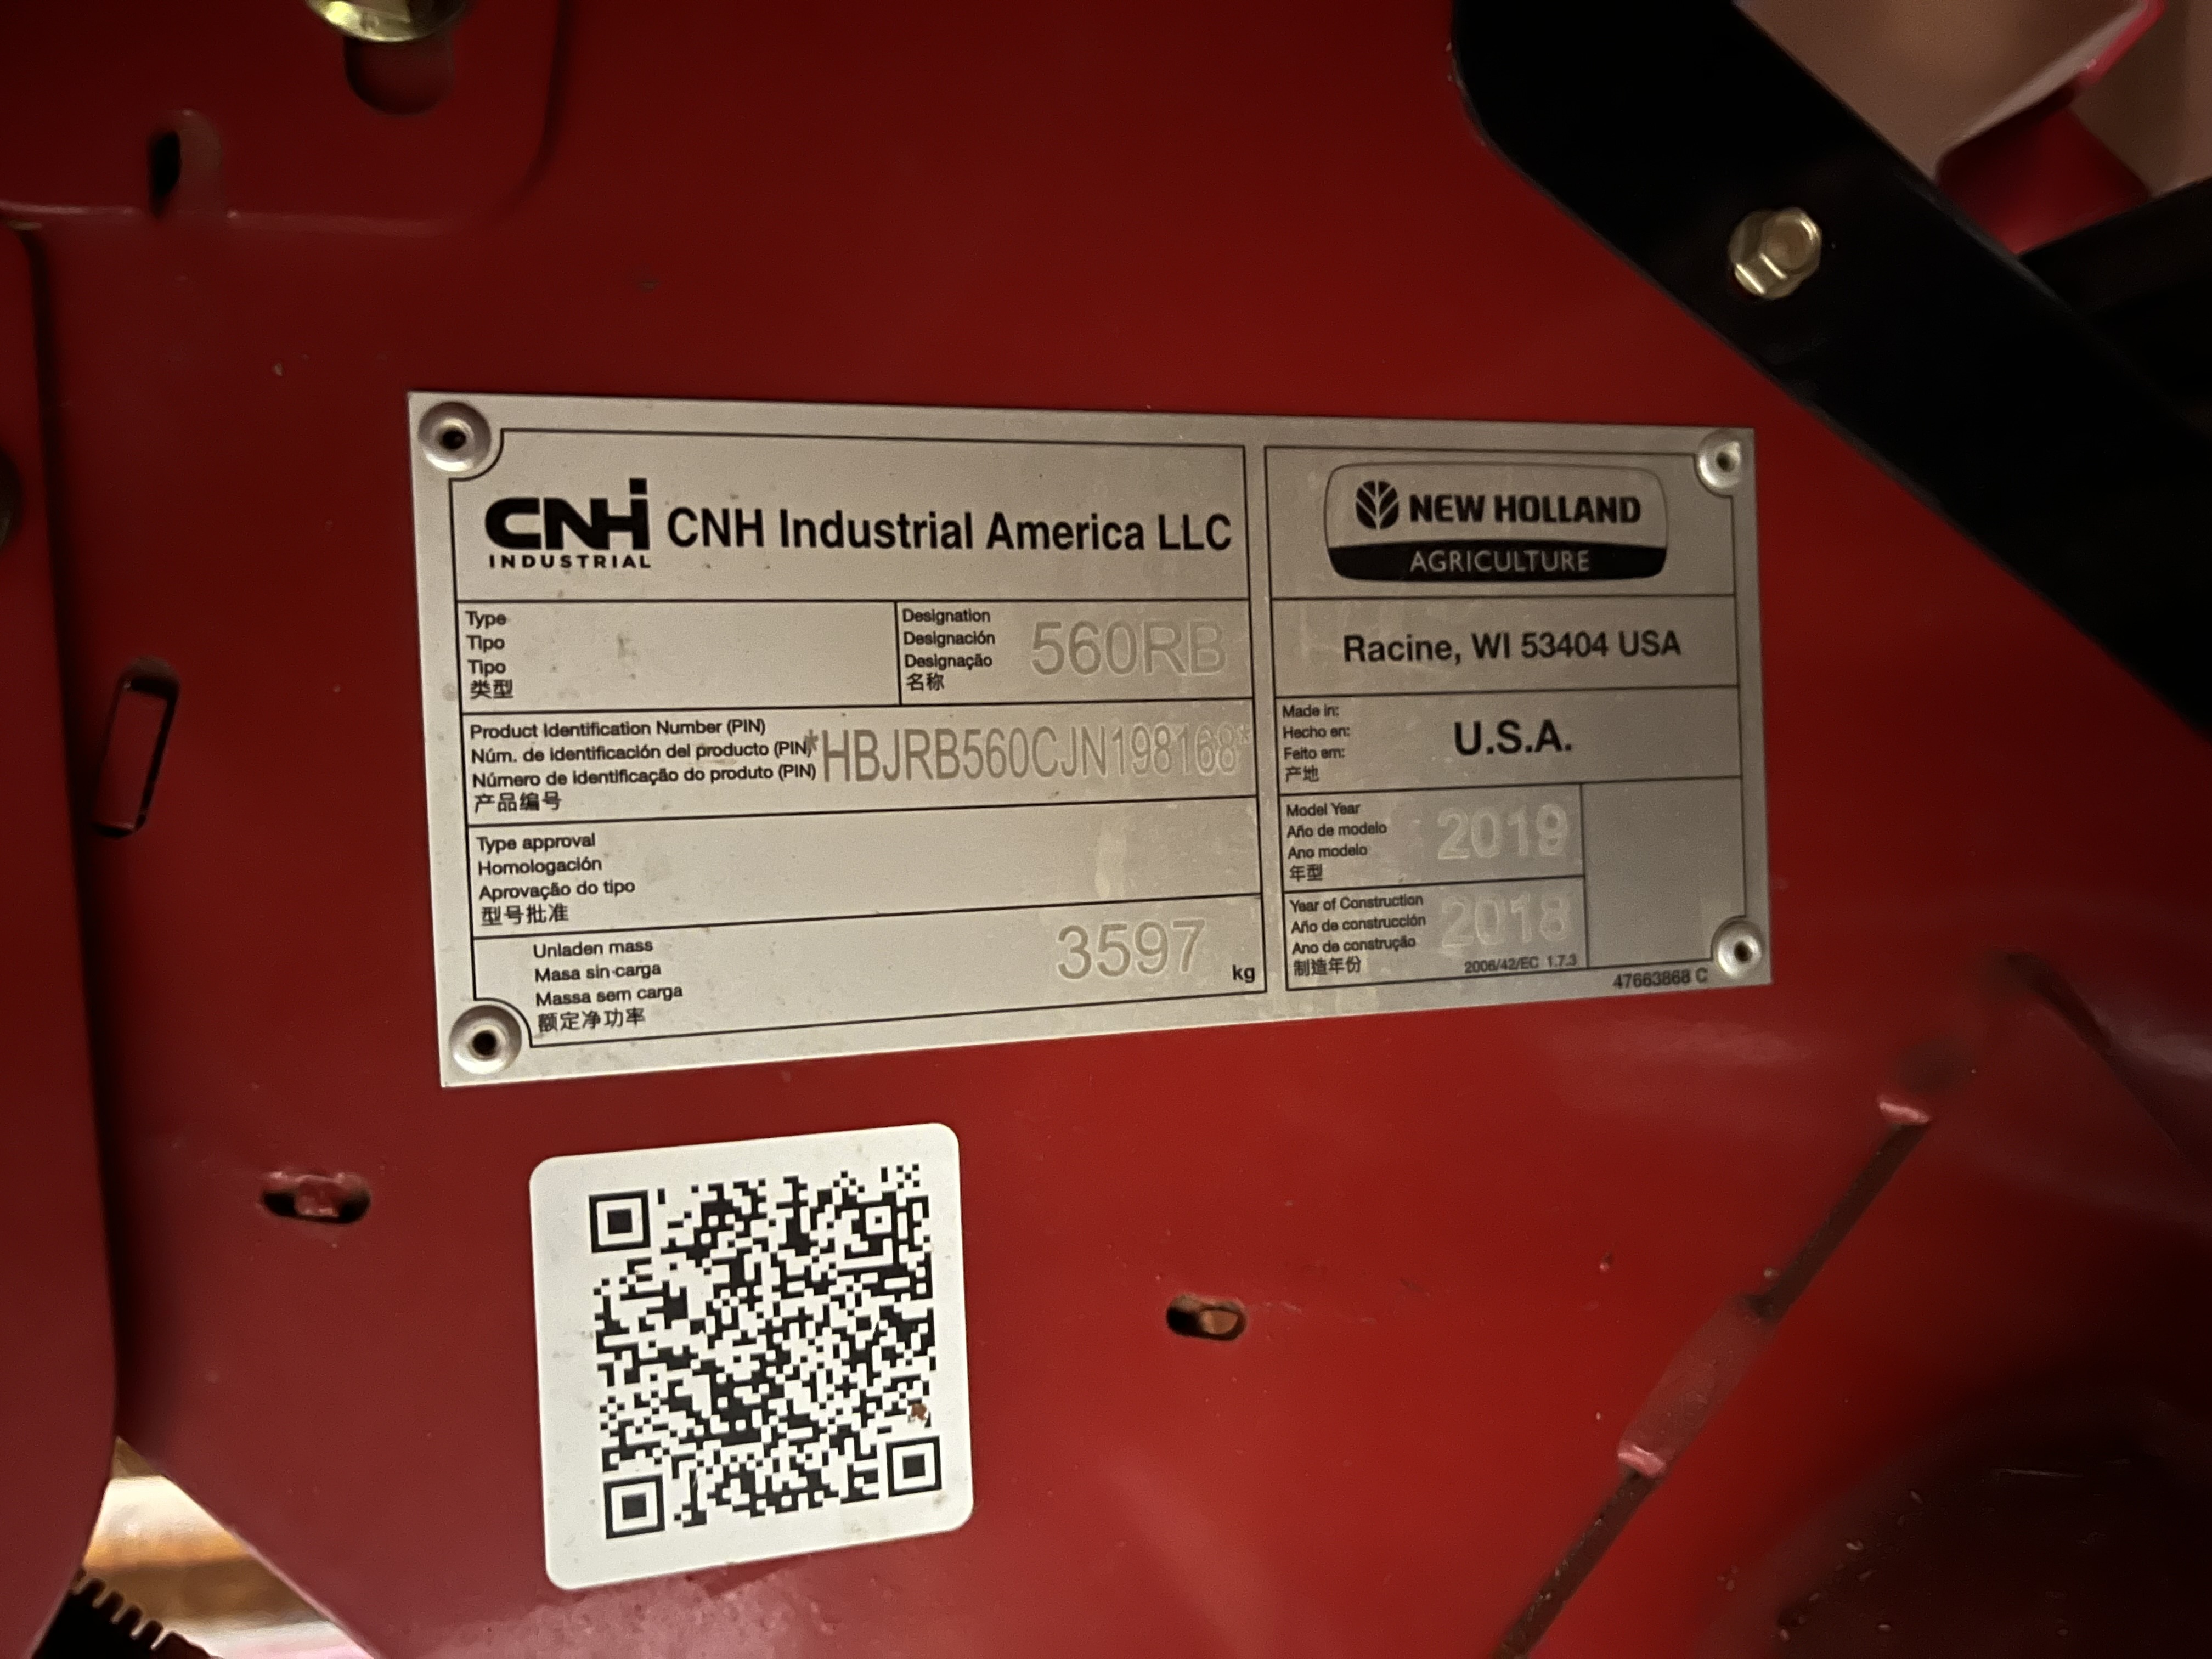 CNH INDUSTRIAL CNH Industrial America LLC
Type
Tipo
Tipo
类型
Designation
Designación
Designação
名称
560RB
Product Identification Number (PIN)
Núm. de identificación del producto (PIN)
Número de identificação do produto (PIN)
产品编号
*HBJRB560CJN198168*
Type approval
Homologación
Aprovação do tipo
型号批准
Unladen mass
Masa sin carga
Massa sem carga
额定净功率
3597 kg
NEW HOLLAND
AGRICULTURE
Racine, WI 53404 USA
Made in:
Hecho en:
Feito em:
产地
U.S.A.
Model Year
Año de modelo
Ano modelo
年型
2019
Year of Construction
Año de construcción
Ano de construção
制造年份
2018
2006/42/EC 1.7.3
47663868 C